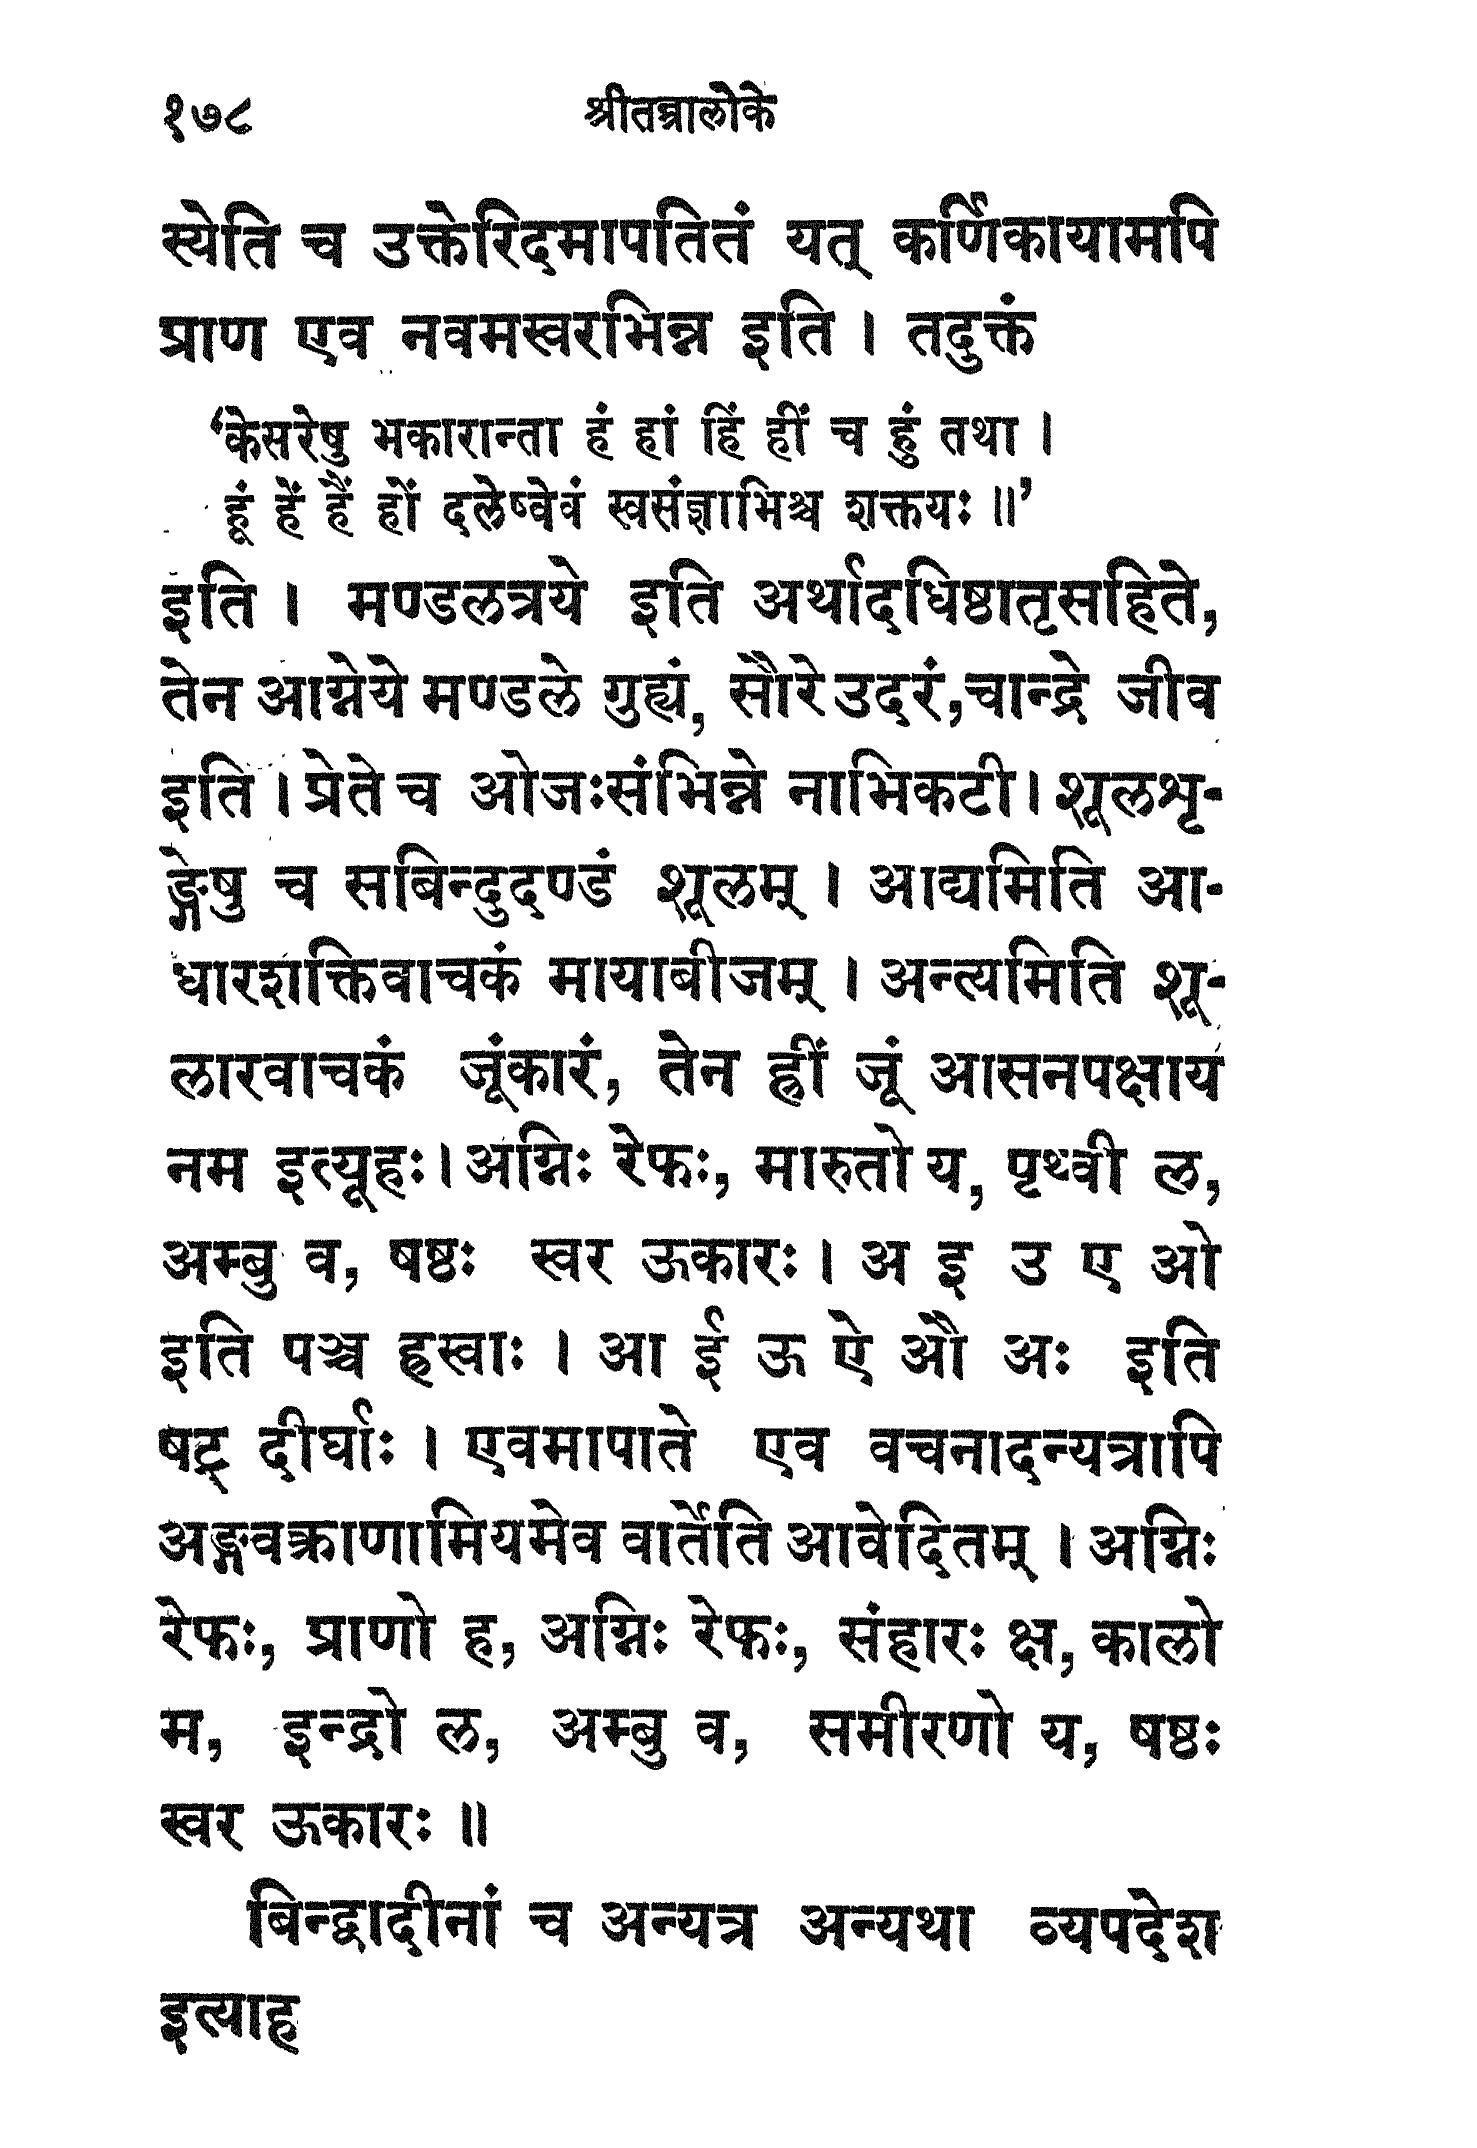 १७८ श्रीतन्त्रालोके
स्येति च उक्तेरिदमापतितं यत् कर्णिकायामपि
प्राण एव नवमस्वरभिन्न इति । तदुक्तं
‘केसरेषु भकारान्ता हं हां हिं हीं च हुं तथा ।
हूं हें हैं हों दलेष्वेवं स्वसंज्ञाभिश्च शक्तयः ॥’
इति । मण्डलत्रये इति अर्थादधिष्ठातृसहिते,
तेन आग्नेये मण्डले गुह्यं, सौरे उदरं, चान्द्रे जीव
इति । प्रेते च ओजःसंभिन्ने नाभिकटी । शूलशृ-
ङ्गेषु च सबिन्दुदण्डं शूलम् । आद्यमिति आ-
धारशक्तिवाचकं मायाबीजम् । अन्त्यमिति शू-
लारवाचकं जूंकारं, तेन ह्रीं जूं आसनपक्षाय
नम इत्यूहः । अग्निः रेफः, मारुतो य, पृथ्वी ल,
अम्बु व, षष्ठः स्वर ऊकारः । अ इ उ ए ओ
इति पञ्च ह्रस्वाः । आ ई ऊ ऐ औ अः इति
षट् दीर्घाः । एवमापाते एव वचनादन्यत्रापि
अङ्गवक्त्राणामियमेव वार्तेति आवेदितम् । अग्निः
रेफः, प्राणो ह, अग्निः रेफः, संहारः क्ष, कालो
म, इन्द्रो ल, अम्बु व, समीरणो य, षष्ठः
स्वर ऊकारः ॥
बिन्द्वादीनां च अन्यत्र अन्यथा व्यपदेश
इत्याह